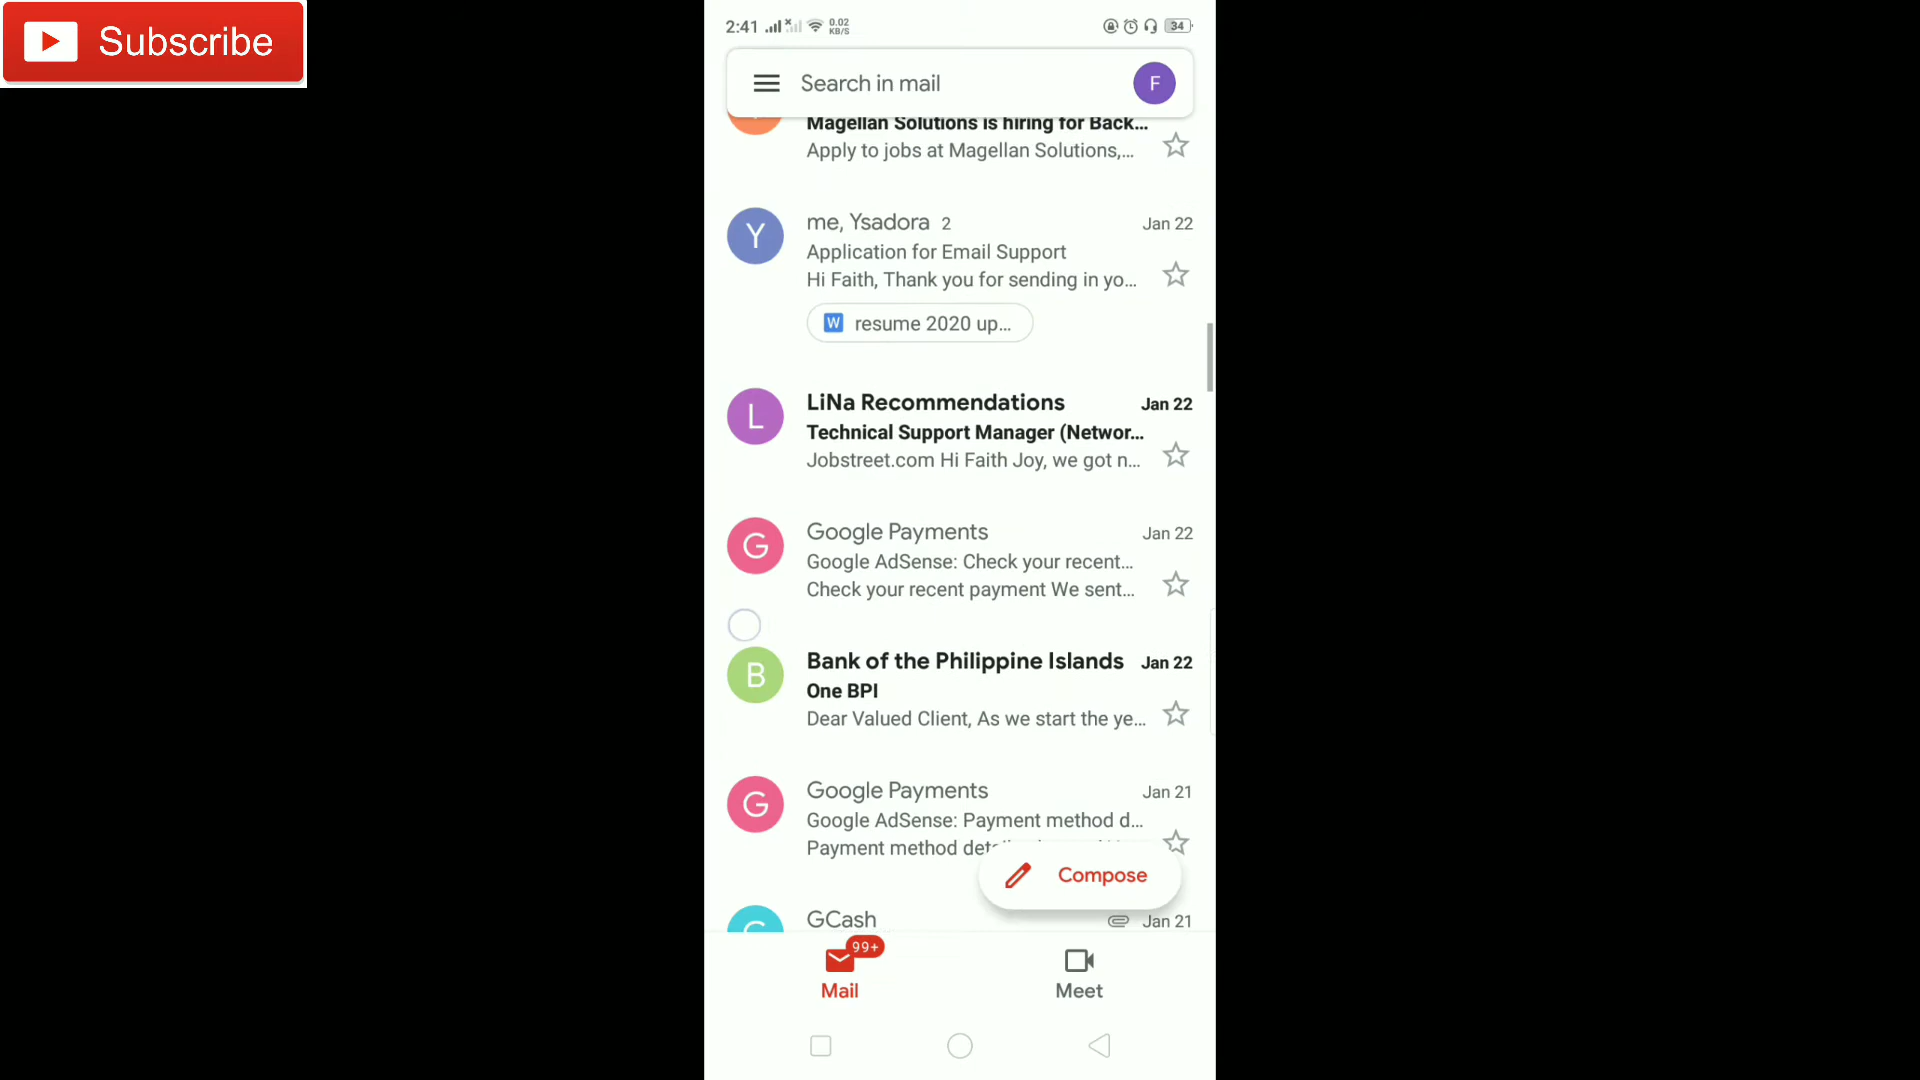 Subscribe
2:41
0.02
KB/S
34
Search in mail
F
Magellan Solutions is hiring for Back...
Apply to jobs at Magellan Solutions,...
Y
me, Ysadora 2
Jan 22
Application for Email Support
Hi Faith, Thank you for sending in yo...
W
resume 2020 up...
L
LiNa Recommendations
Jan 22
Technical Support Manager (Networ...
Jobstreet.com Hi Faith Joy, we got n...
G
Google Payments
Jan 22
Google AdSense: Check your recent...
Check your recent payment We sent...
B
Bank of the Philippine Islands
Jan 22
One BPI
Dear Valued Client, As we start the ye...
G
Google Payments
Jan 21
Google AdSense: Payment method d...
Payment method
Compose
GCash
Jan 21
99+
Mail
Meet